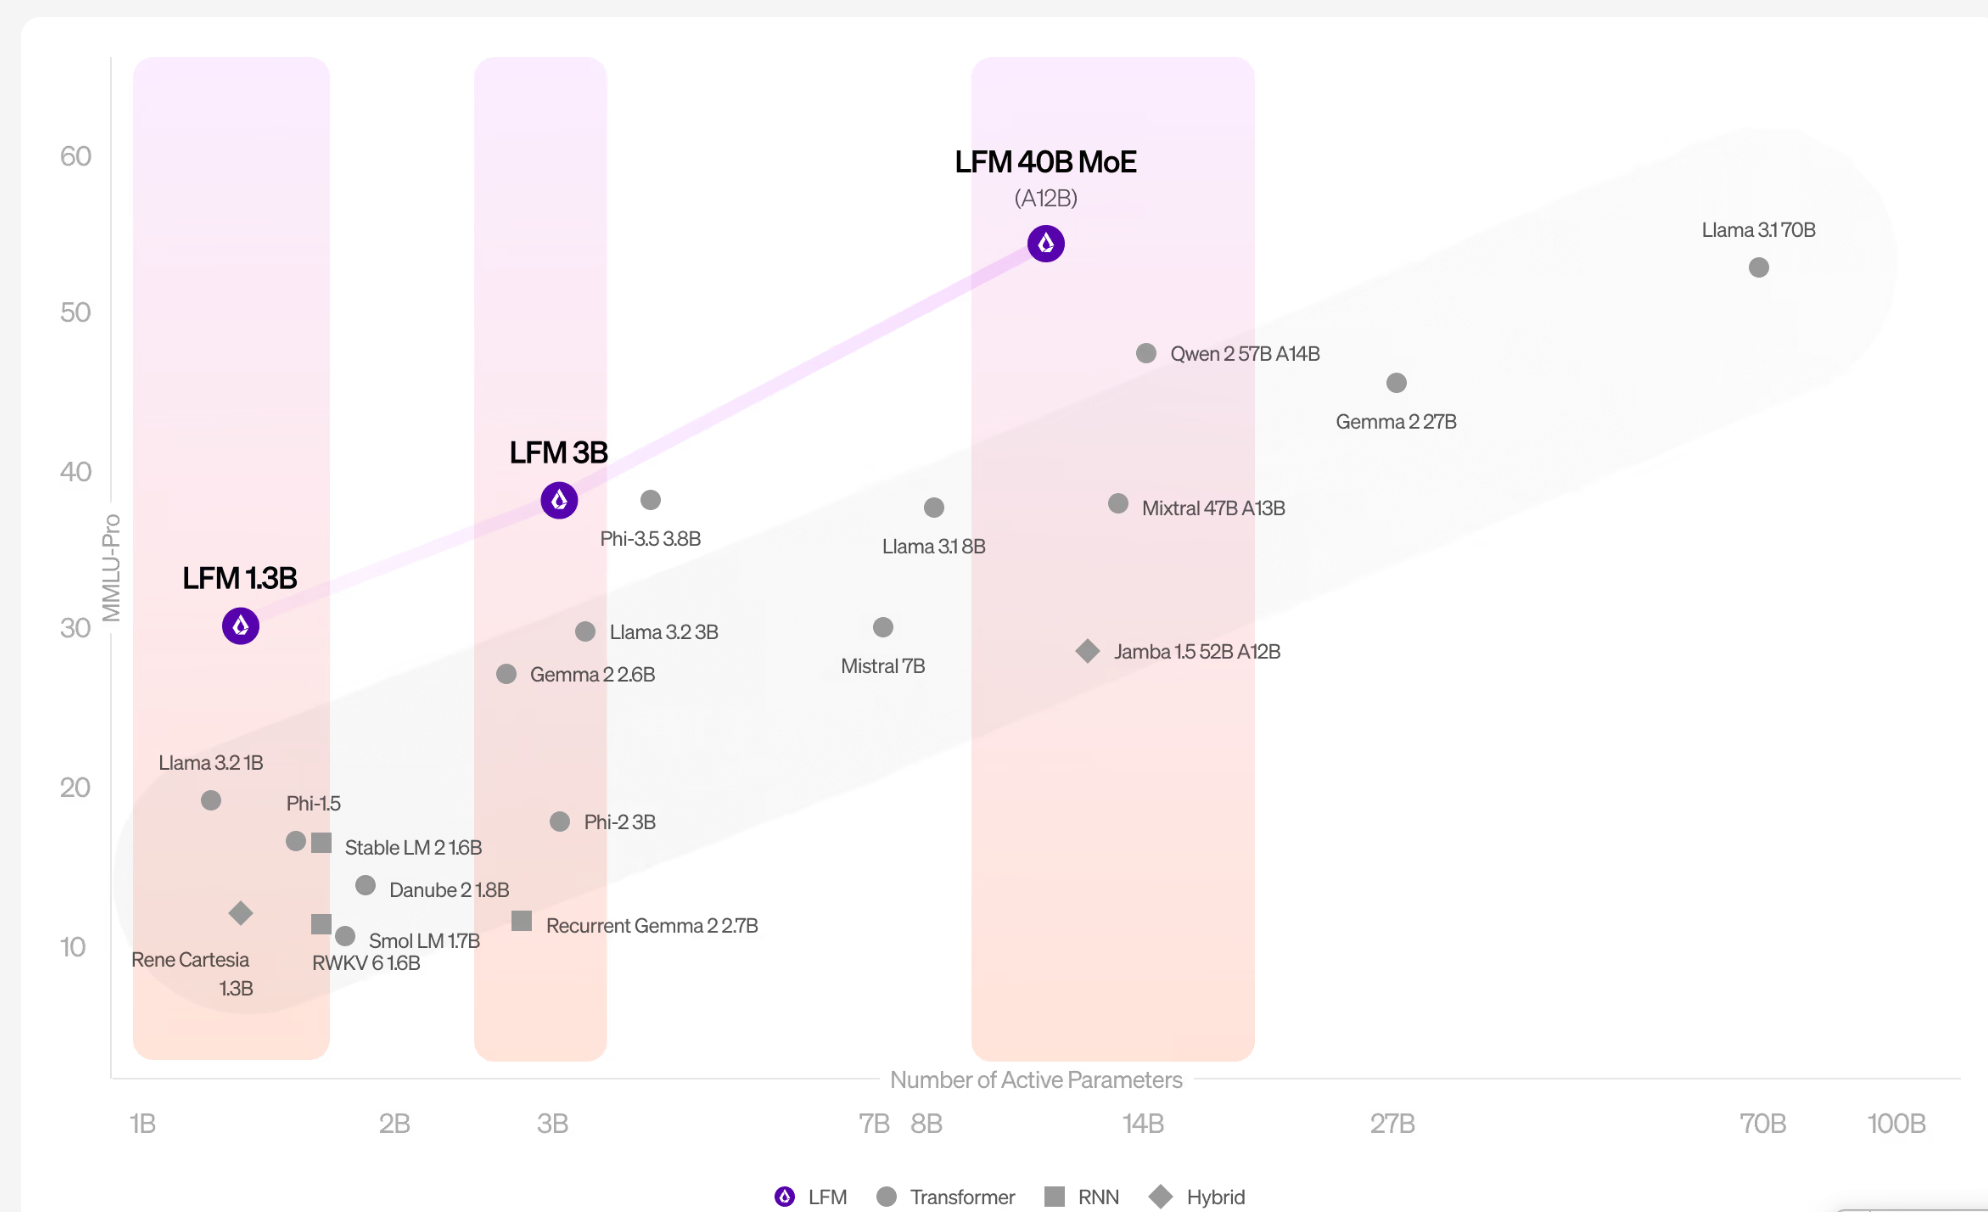 60
50
40
30
20
10
MMLU-Pro
LFM 40B MoE
(A12B)
Llama 3.1 70B
Qwen 2 57B A14B
Gemma 2 27B
LFM 3B
Phi-3.5 3.8B
Llama 3.1 8B
Mixtral 47B A13B
LFM 1.3B
Llama 3.2 3B
Mistral 7B
Jamba 1.5 52B A12B
Gemma 2 2.6B
Llama 3.2 1B
Phi-1.5
Phi-2 3B
Stable LM 2 1.6B
Danube 2 1.8B
Recurrent Gemma 2 2.7B
Smol LM 1.7B
RWKV 6 1.6B
Rene Cartesia
1.3B
Number of Active Parameters
1B 2B 3B 7B 8B 14B 27B 70B 100B
LFM Transformer RNN Hybrid